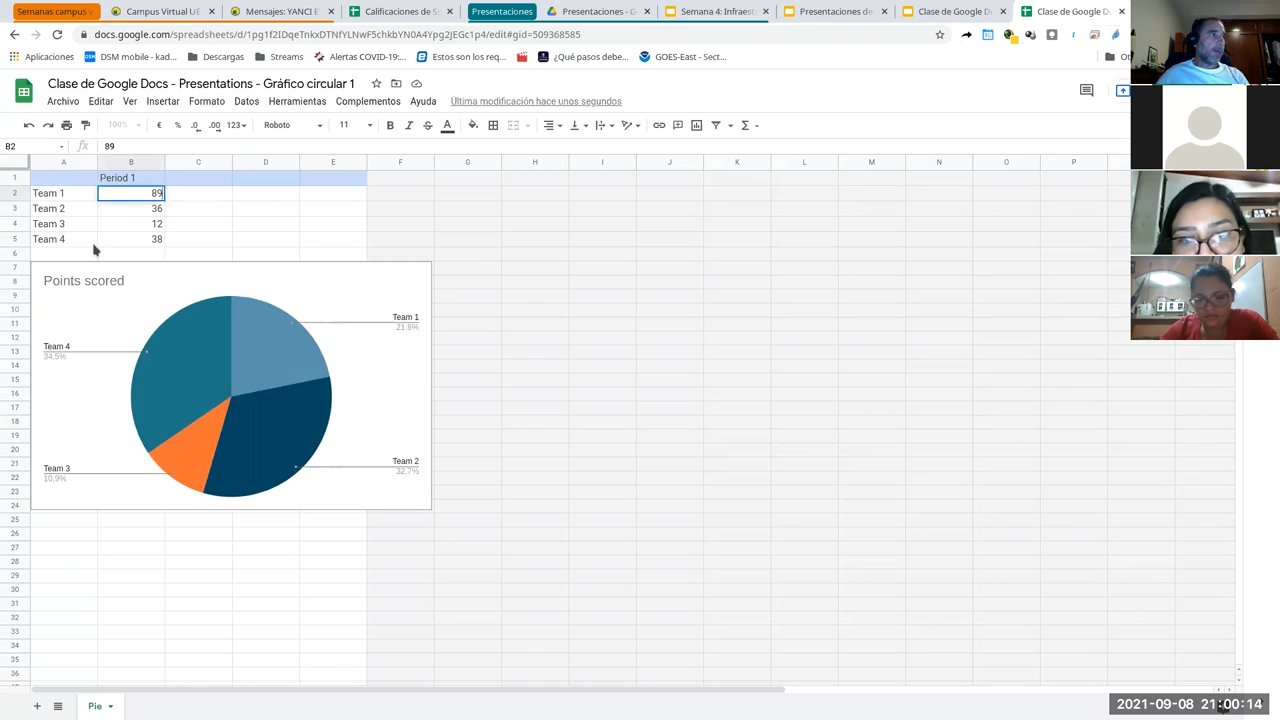 Semanas campus v
Campus Virtual UE
Mensajes: YANCI E
Calificaciones de S
Presentaciones
Presentaciones - G
Semana 4: Infraest
Presentaciones de
Clase de Google D
Clase de Google Do
docs.google.com/spreadsheets/d/1pg1f2IDqeTnkxDTNfYLNwF5chkbYNMA4Ypg2JEGc1p4/edit#gid=509368585
Aplicaciones
DSM mobile - kad...
Descargas
Streams
Alertas COVID-19:...
Estos son los req...
¿Qué pasos debe...
GOES-East - Sect...
Clase de Google Docs - Presentations - Gráfico circular 1
Archivo Editar Ver Insertar Formato Datos Herramientas Complementos Ayuda Última modificación hace unos segundos
100% € % .0 .00 123 Roboto 11 B I S A Σ
B2 fx 89
A B C D E F G H I J K L M N O P
1 Period 1
2 Team 1 89
3 Team 2 36
4 Team 3 12
5 Team 4 38
6
7
8
9
10
11
12
13
14
15
16
17
18
19
20
21
22
23
24
25
26
27
28
29
30
31
32
33
34
35
36
Points scored
Team 1
21,8%
Team 4
34,5%
Team 2
32,7%
Team 3
10,9%
Pie
2021-09-08 21:00:14